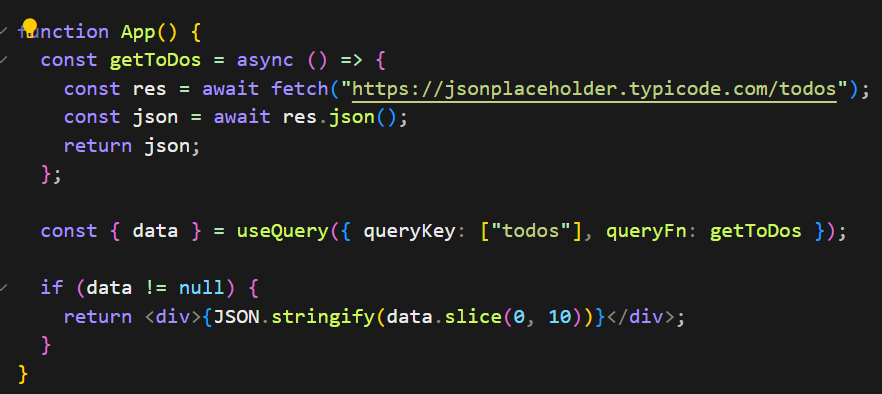 function App() {
  const getToDos = async () => {
    const res = await fetch("https://jsonplaceholder.typicode.com/todos");
    const json = await res.json();
    return json;
  };

  const { data } = useQuery({ queryKey: ["todos"], queryFn: getToDos });

  if (data != null) {
    return <div>{JSON.stringify(data.slice(0, 10))}</div>;
  }
}